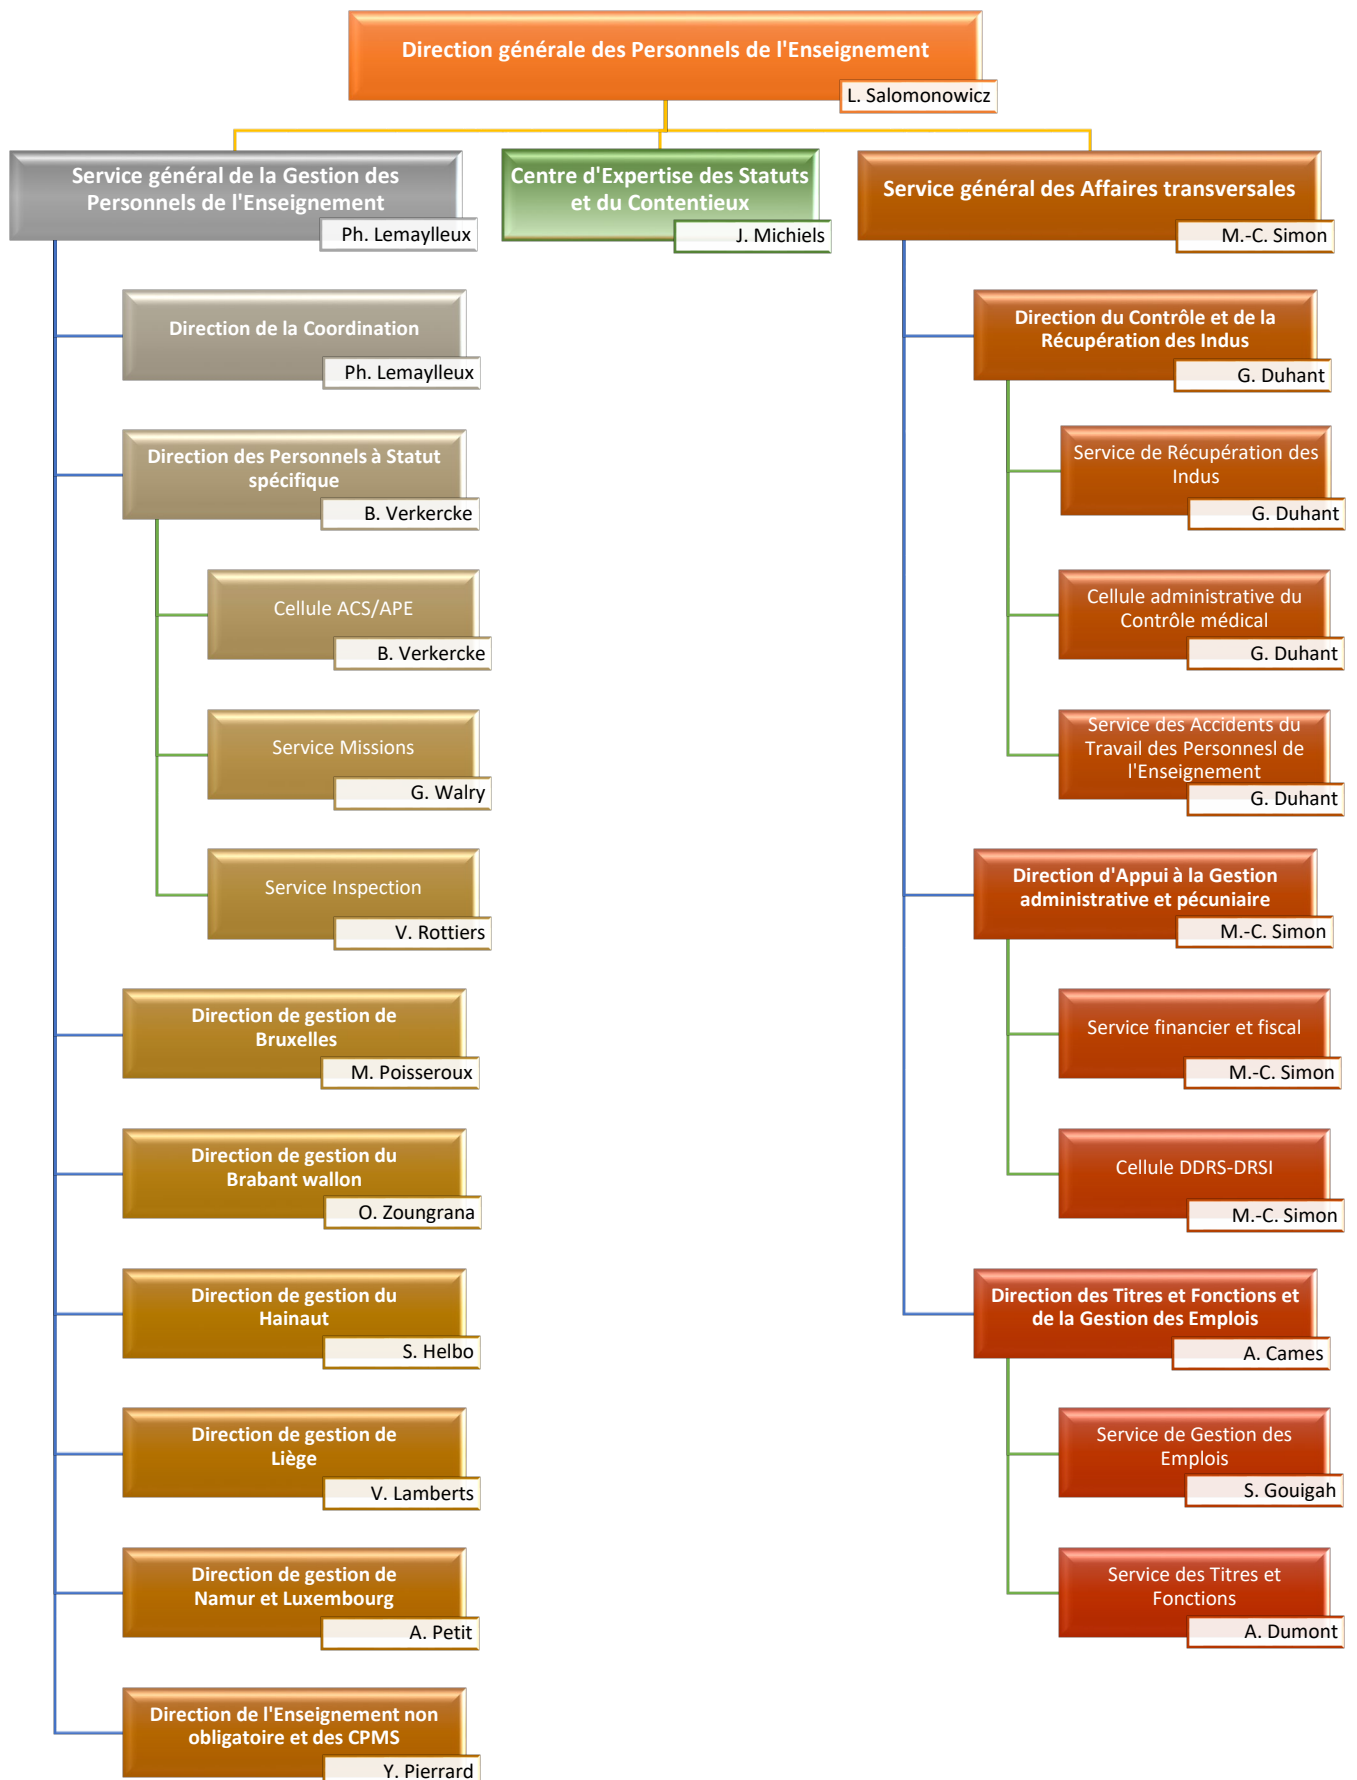 Direction générale des Personnels de l'Enseignement
L. Salomonowicz
Service général de la Gestion des
Personnels de l'Enseignement
Ph. Lemaylleux
Centre d'Expertise des Statuts
et du Contentieux
J. Michiels
Service général des Affaires transversales
M.-C. Simon
Direction de la Coordination
Ph. Lemaylleux
Direction des Personnels à Statut
spécifique
B. Verkercke
Cellule ACS/APE
B. Verkercke
Service Missions
G. Walry
Service Inspection
V. Rottiers
Direction de gestion de
Bruxelles
M. Poisseroux
Direction de gestion du
Brabant wallon
O. Zoungrana
Direction de gestion du
Hainaut
S. Helbo
Direction de gestion de
Liège
V. Lamberts
Direction de gestion de
Namur et Luxembourg
A. Petit
Direction de l'Enseignement non
obligatoire et des CPMS
Y. Pierrard
Direction du Contrôle et de la
Récupération des Indus
G. Duhant
Service de Récupération des
Indus
G. Duhant
Cellule administrative du
Contrôle médical
G. Duhant
Service des Accidents du
Travail des Personnesl de
l'Enseignement
G. Duhant
Direction d'Appui à la Gestion
administrative et pécuniaire
M.-C. Simon
Service financier et fiscal
M.-C. Simon
Cellule DDRS-DRSI
M.-C. Simon
Direction des Titres et Fonctions et
de la Gestion des Emplois
A. Cames
Service de Gestion des
Emplois
S. Gouigah
Service des Titres et
Fonctions
A. Dumont